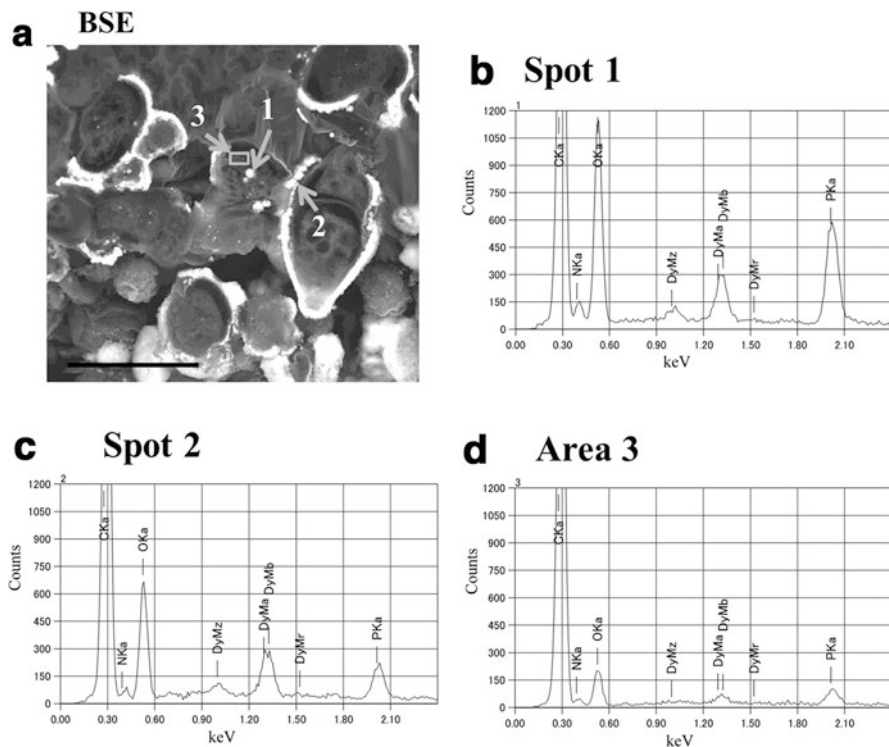 a BSE
3 1
2
b Spot 1
1
1200
1050
900
750
600
450
300
150
0
Counts
CKa
NKa
OKa
DyMz
DyMa
DyMb
DyMr
PKa
0.00 0.30 0.60 0.90 1.20 1.50 1.80 2.10
keV
c Spot 2
2
1200
1050
900
750
600
450
300
150
0
Counts
CKa
NKa
OKa
DyMz
DyMa
DyMb
DyMr
PKa
0.00 0.30 0.60 0.90 1.20 1.50 1.80 2.10
keV
d Area 3
3
1200
1050
900
750
600
450
300
150
0
Counts
CKa
NKa
OKa
DyMz
DyMa
DyMb
DyMr
PKa
0.00 0.30 0.60 0.90 1.20 1.50 1.80 2.10
keV